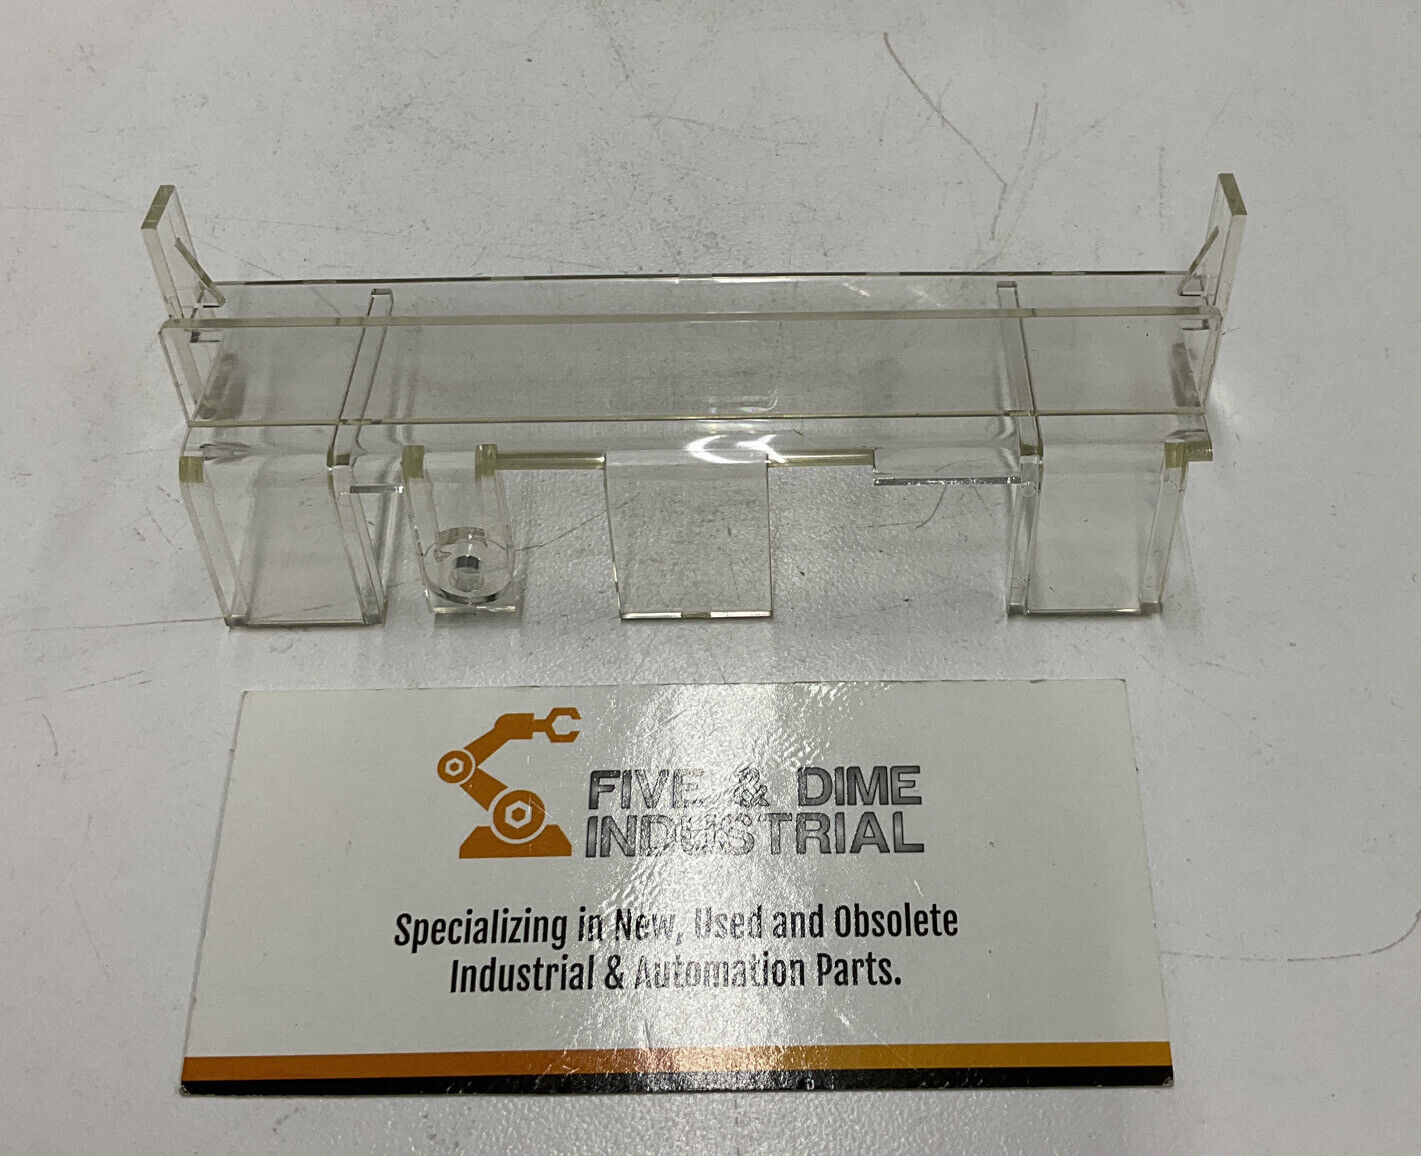 FIVE & DIME
INDUSTRIAL
Specializing in New, Used and Obsolete
Industrial & Automation Parts.